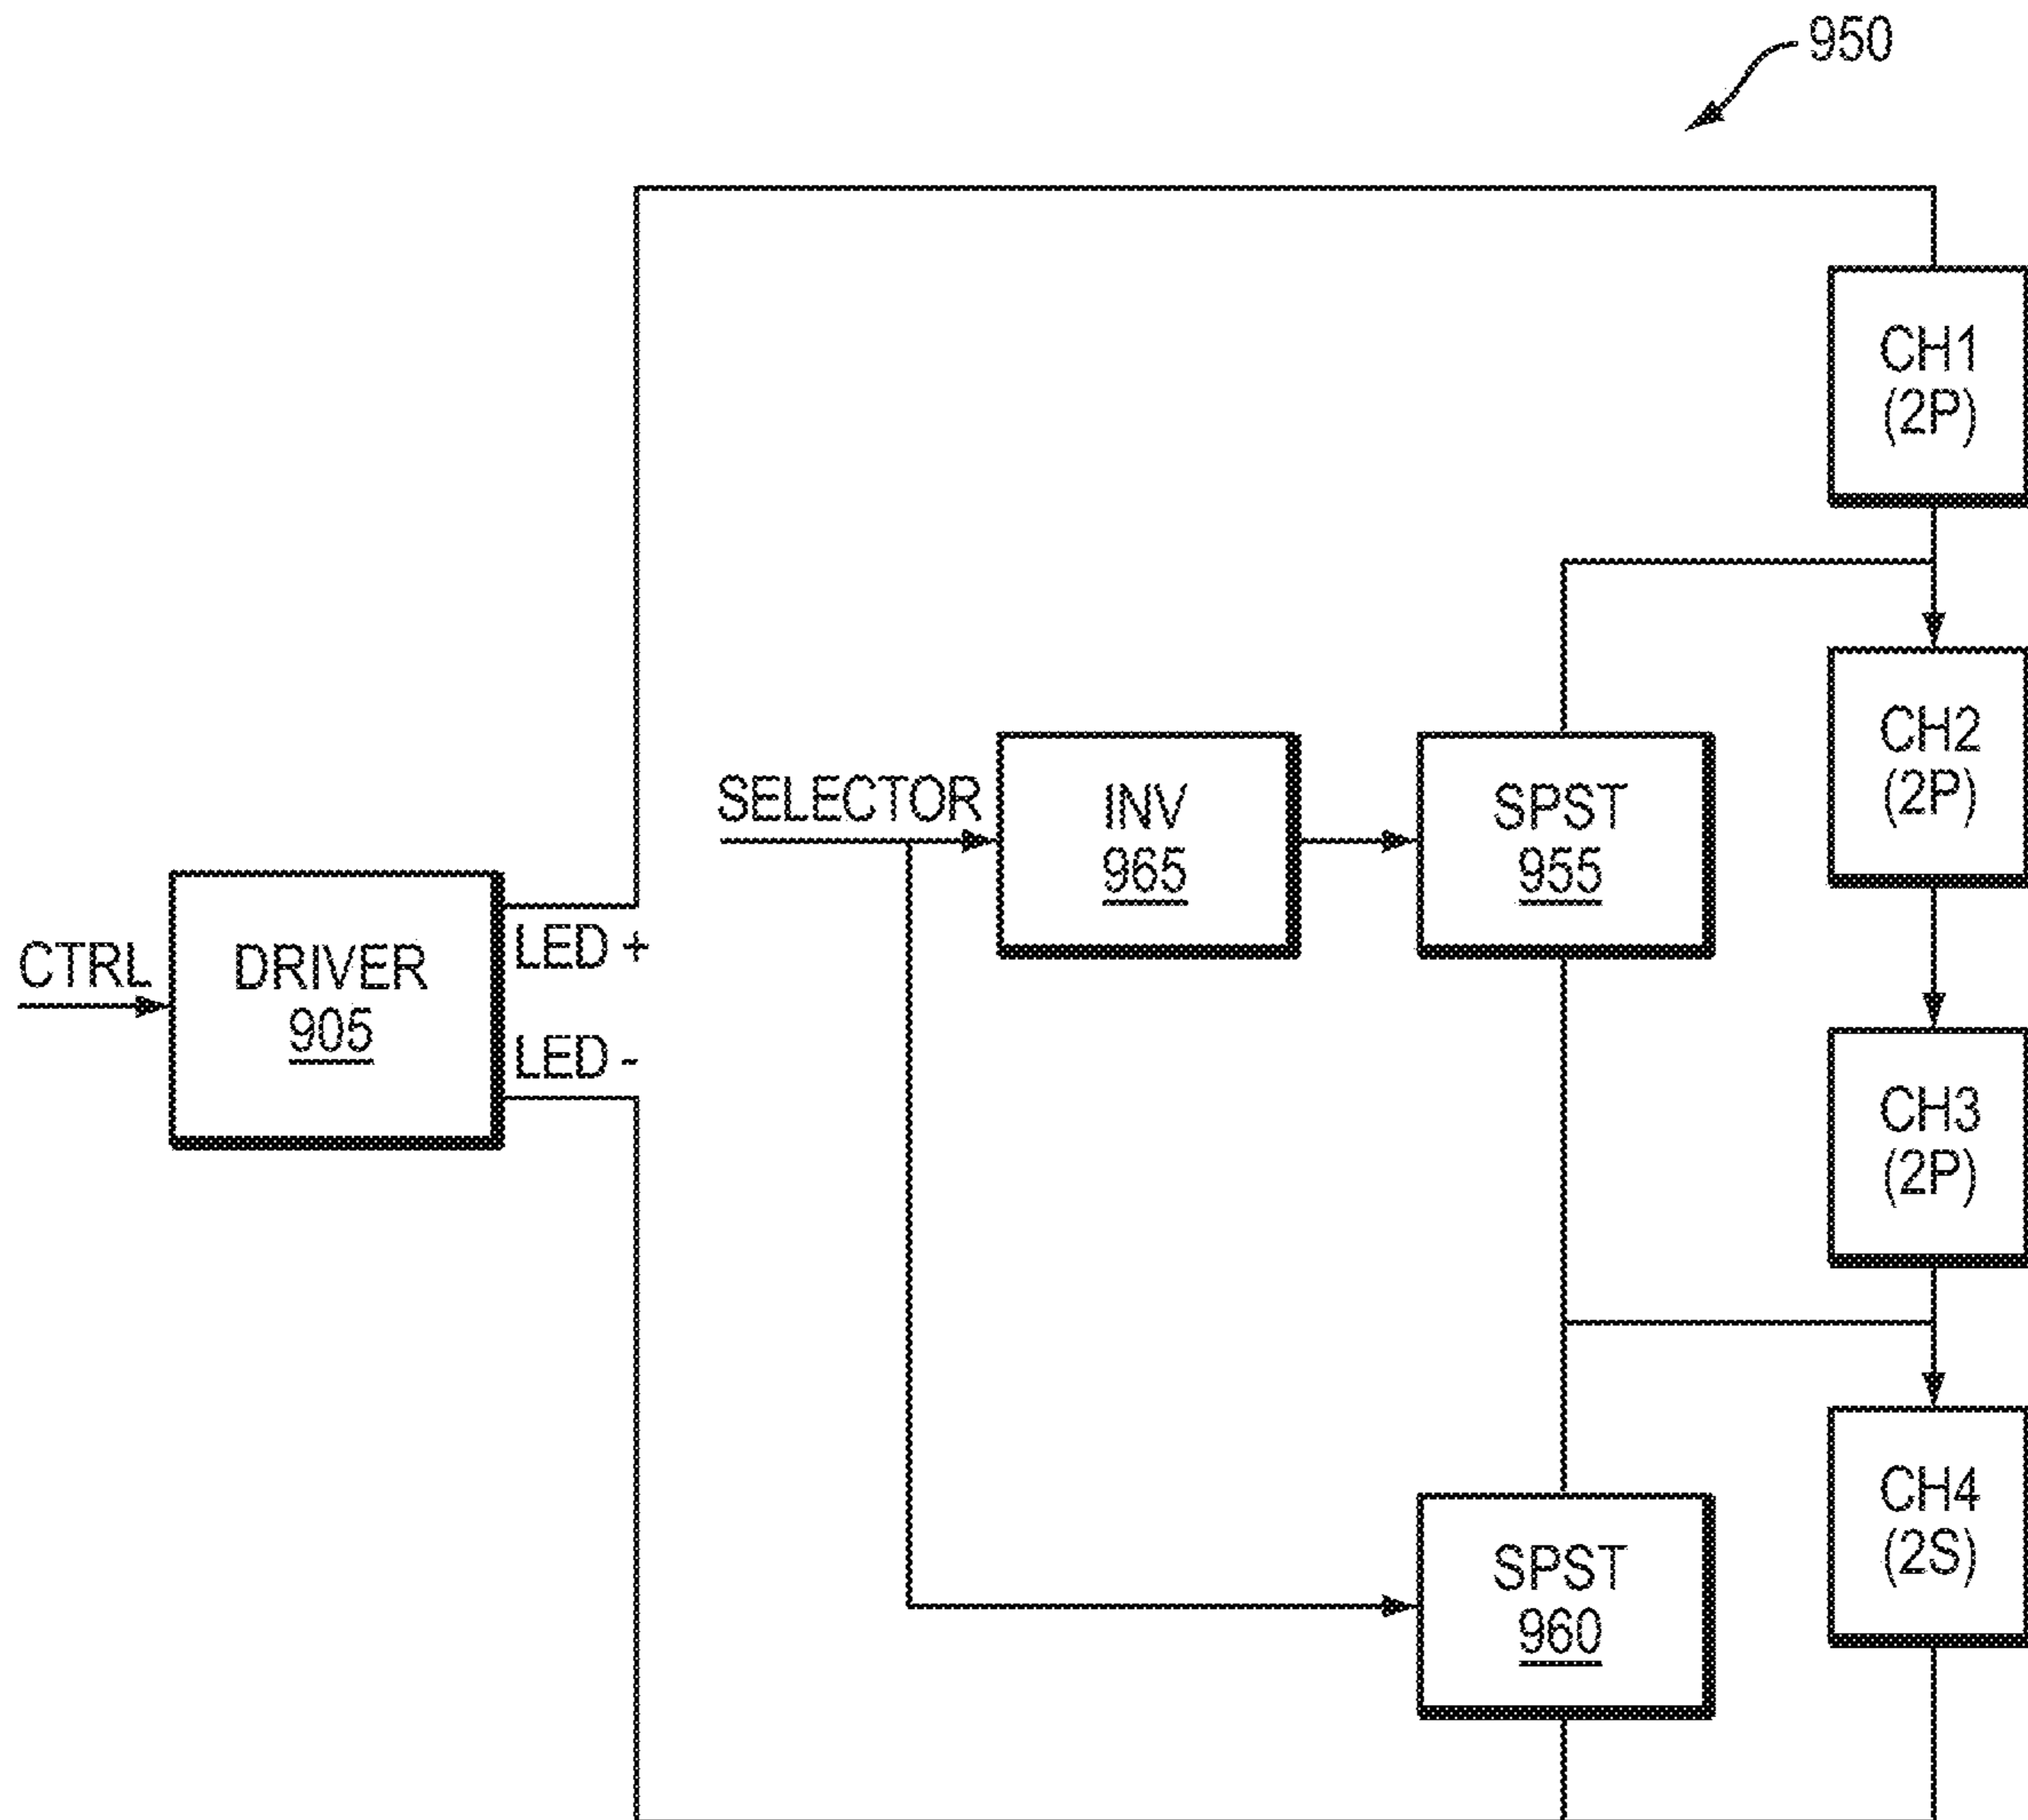 950
CH1
(2P)
CH2
(2P)
SELECTOR
INV
965
SPST
955
CTRL
DRIVER
905
LED +
LED -
CH3
(2P)
CH4
(2S)
SPST
960